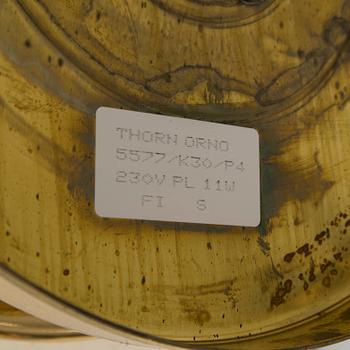 THORN ORNO
5577/K30/P4
230V PL 11W
FI S